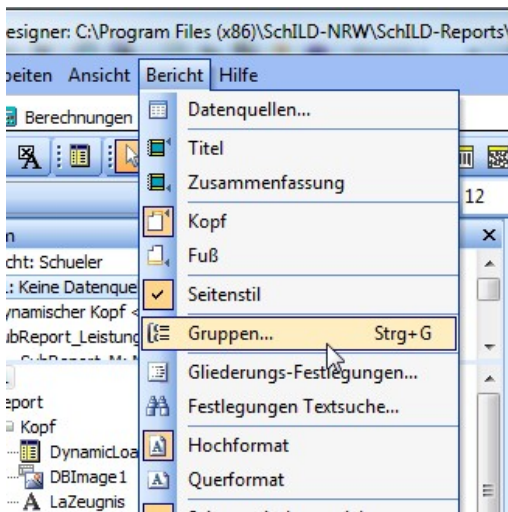 esigner: C:\Program Files (x86)\SchILD-NRW\SchILD-Reports\
beiten Ansicht Bericht Hilfe
Berechnungen
Datenquellen...
Titel
Zusammenfassung
12
Kopf
Fuß
cht: Schueler
.: Keine Datenque
Seitenstil
ynamischer Kopf <
ubReport_Leistung
Gruppen... Strg+G
Gliederungs-Festlegungen...
eport
Festlegungen Textsuche...
Kopf
DynamicLoa
Hochformat
DBImage1
Querformat
LaZeugnis